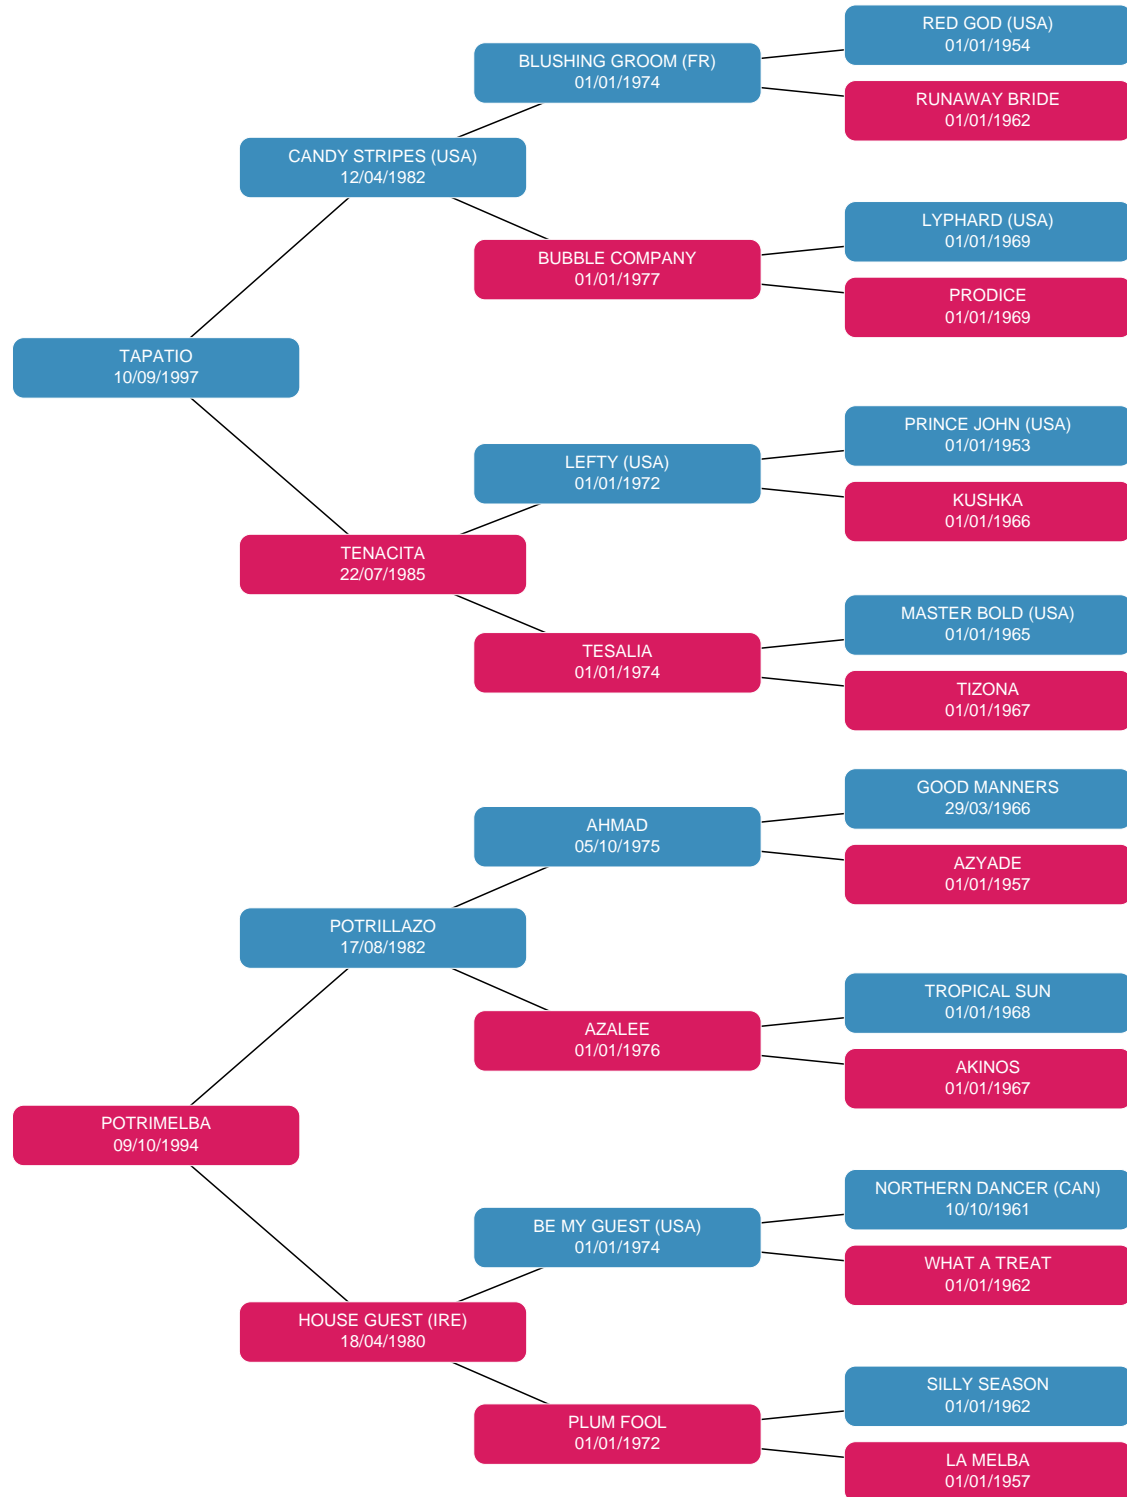 RED GOD (USA)
01/01/1954
BLUSHING GROOM (FR)
01/01/1974
RUNAWAY BRIDE
01/01/1962
CANDY STRIPES (USA)
12/04/1982
LYPHARD (USA)
01/01/1969
BUBBLE COMPANY
01/01/1977
PRODICE
01/01/1969
TAPATIO
10/09/1997
PRINCE JOHN (USA)
01/01/1953
LEFTY (USA)
01/01/1972
KUSHKA
01/01/1966
TENACITA
22/07/1985
MASTER BOLD (USA)
01/01/1965
TESALIA
01/01/1974
TIZONA
01/01/1967
GOOD MANNERS
29/03/1966
AHMAD
05/10/1975
AZYADE
01/01/1957
POTRILLAZO
17/08/1982
TROPICAL SUN
01/01/1968
AZALEE
01/01/1976
AKINOS
01/01/1967
POTRIMELBA
09/10/1994
NORTHERN DANCER (CAN)
10/10/1961
BE MY GUEST (USA)
01/01/1974
WHAT A TREAT
01/01/1962
HOUSE GUEST (IRE)
18/04/1980
SILLY SEASON
01/01/1962
PLUM FOOL
01/01/1972
LA MELBA
01/01/1957